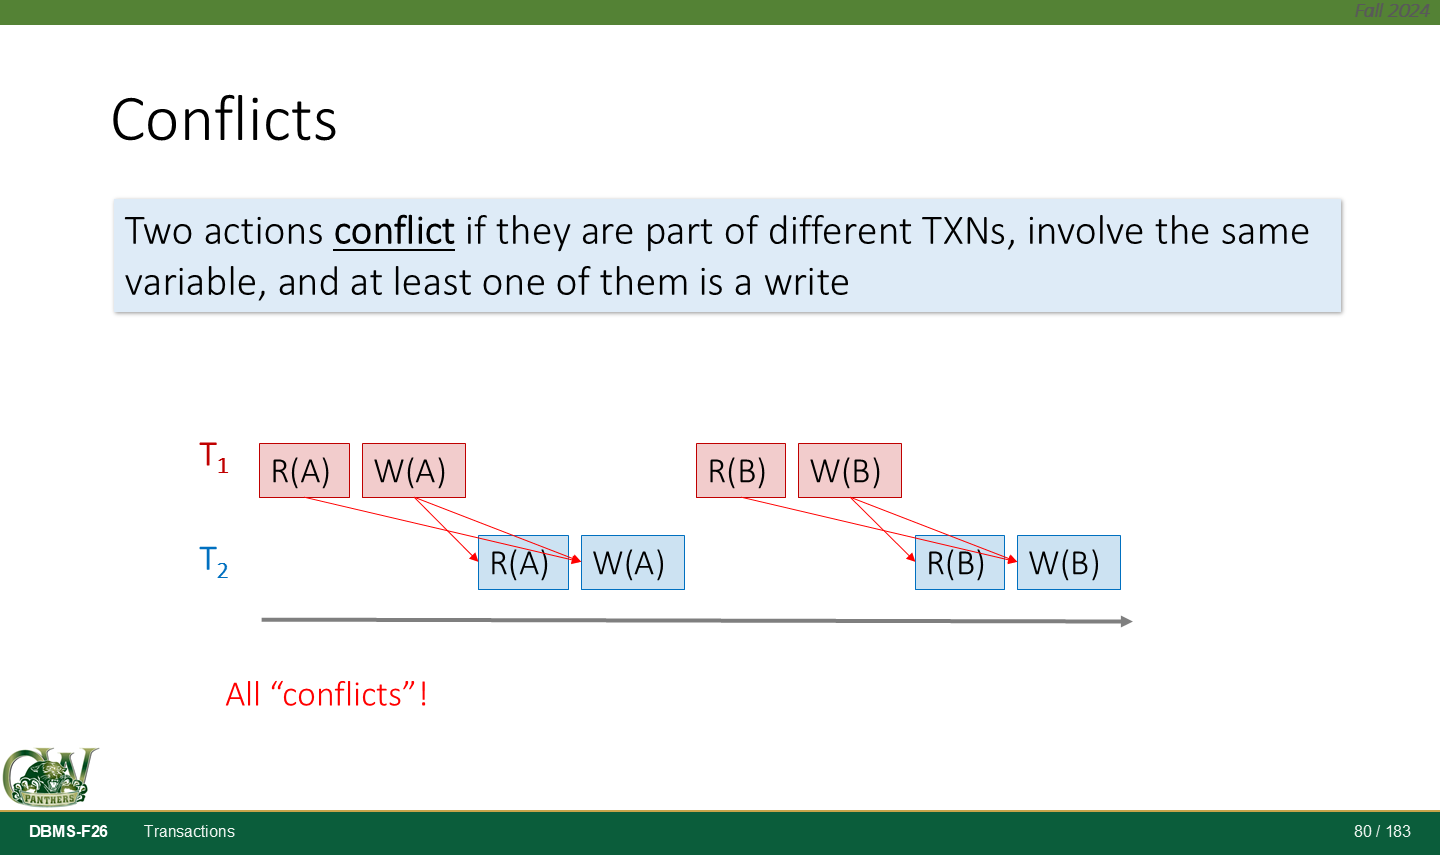 Fall 2024
Conflicts
Two actions conflict if they are part of different TXNs, involve the same
variable, and at least one of them is a write
T1 R(A) W(A) R(B) W(B)
T2 R(A) W(A) R(B) W(B)
All “conflicts”!
OW
PANTHERS
DBMS-F26 Transactions 80 / 183